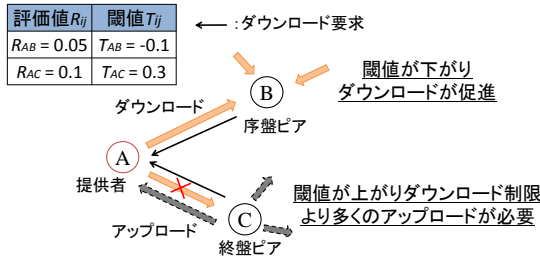 評価値Rij 閾値Tij
RAB = 0.05 TAB = -0.1
RAC = 0.1 TAC = 0.3
:ダウンロード要求
閾値が下がり
ダウンロードが促進
B
序盤ピア
ダウンロード
A
提供者
アップロード
C
終盤ピア
閾値が上がりダウンロード制限
より多くのアップロードが必要